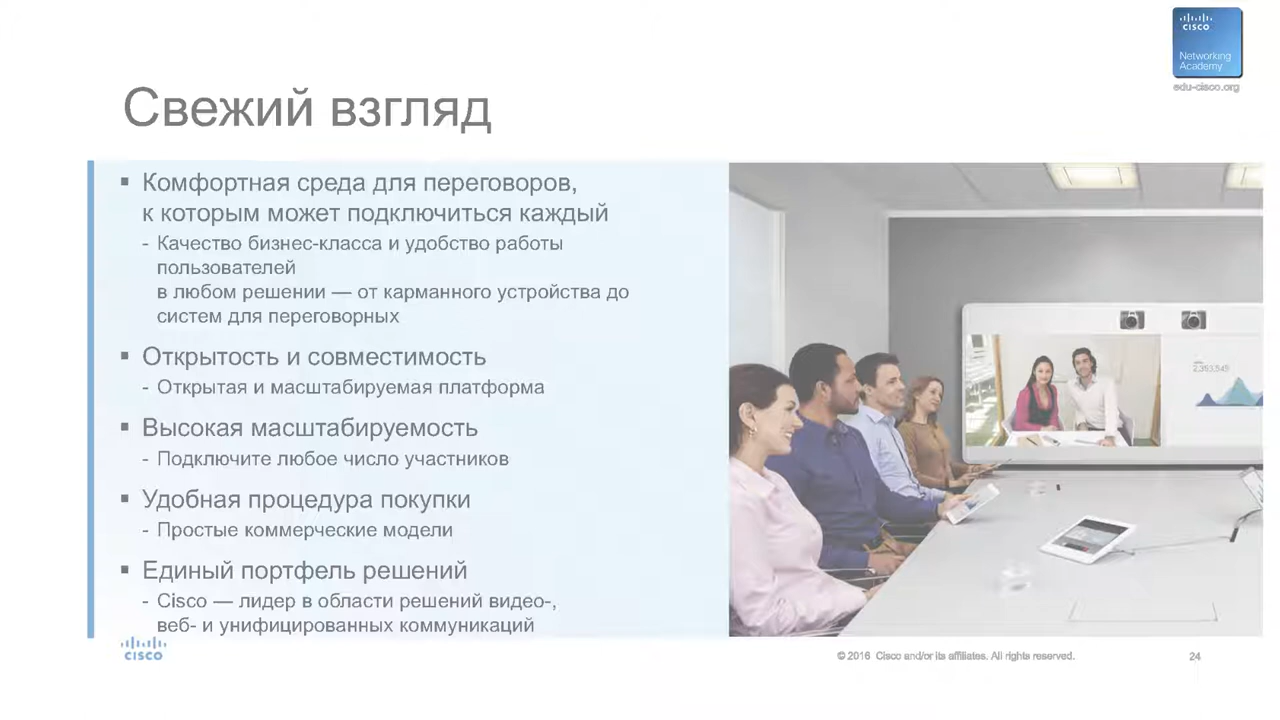 CISCO
Networking
Academy
edu-cisco.org
Свежий взгляд
▪ Комфортная среда для переговоров,
к которым может подключиться каждый
- Качество бизнес-класса и удобство работы
пользователей
в любом решении — от карманного устройства до
систем для переговорных
▪ Открытость и совместимость
- Открытая и масштабируемая платформа
▪ Высокая масштабируемость
- Подключите любое число участников
▪ Удобная процедура покупки
- Простые коммерческие модели
▪ Единый портфель решений
- Cisco — лидер в области решений видео-,
веб- и унифицированных коммуникаций
2,353,545
CISCO
© 2016 Cisco and/or its affiliates. All rights reserved.
24